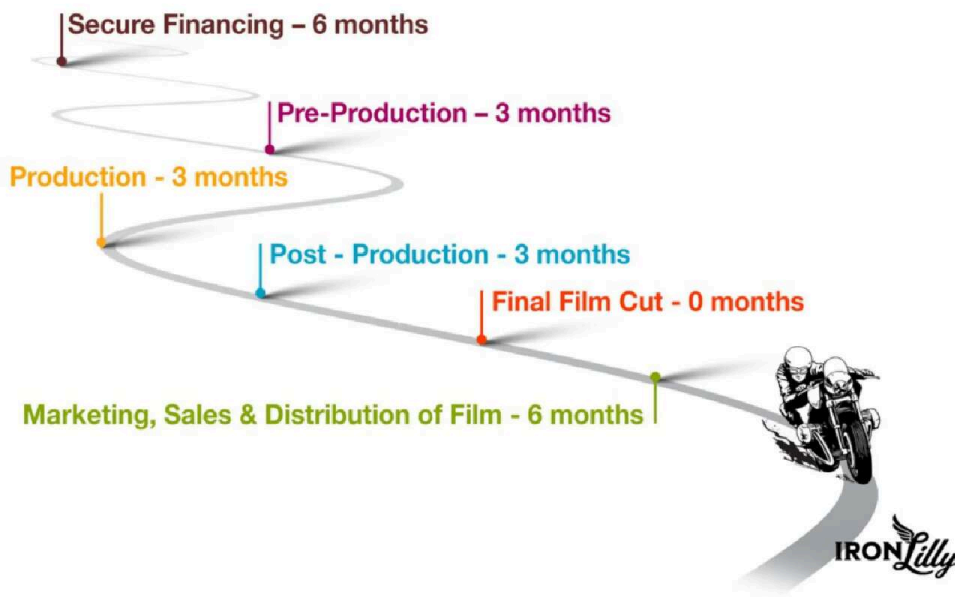 Secure Financing – 6 months
Pre-Production – 3 months
Production - 3 months
Post - Production - 3 months
Final Film Cut - 0 months
Marketing, Sales & Distribution of Film - 6 months
IRON Lilly